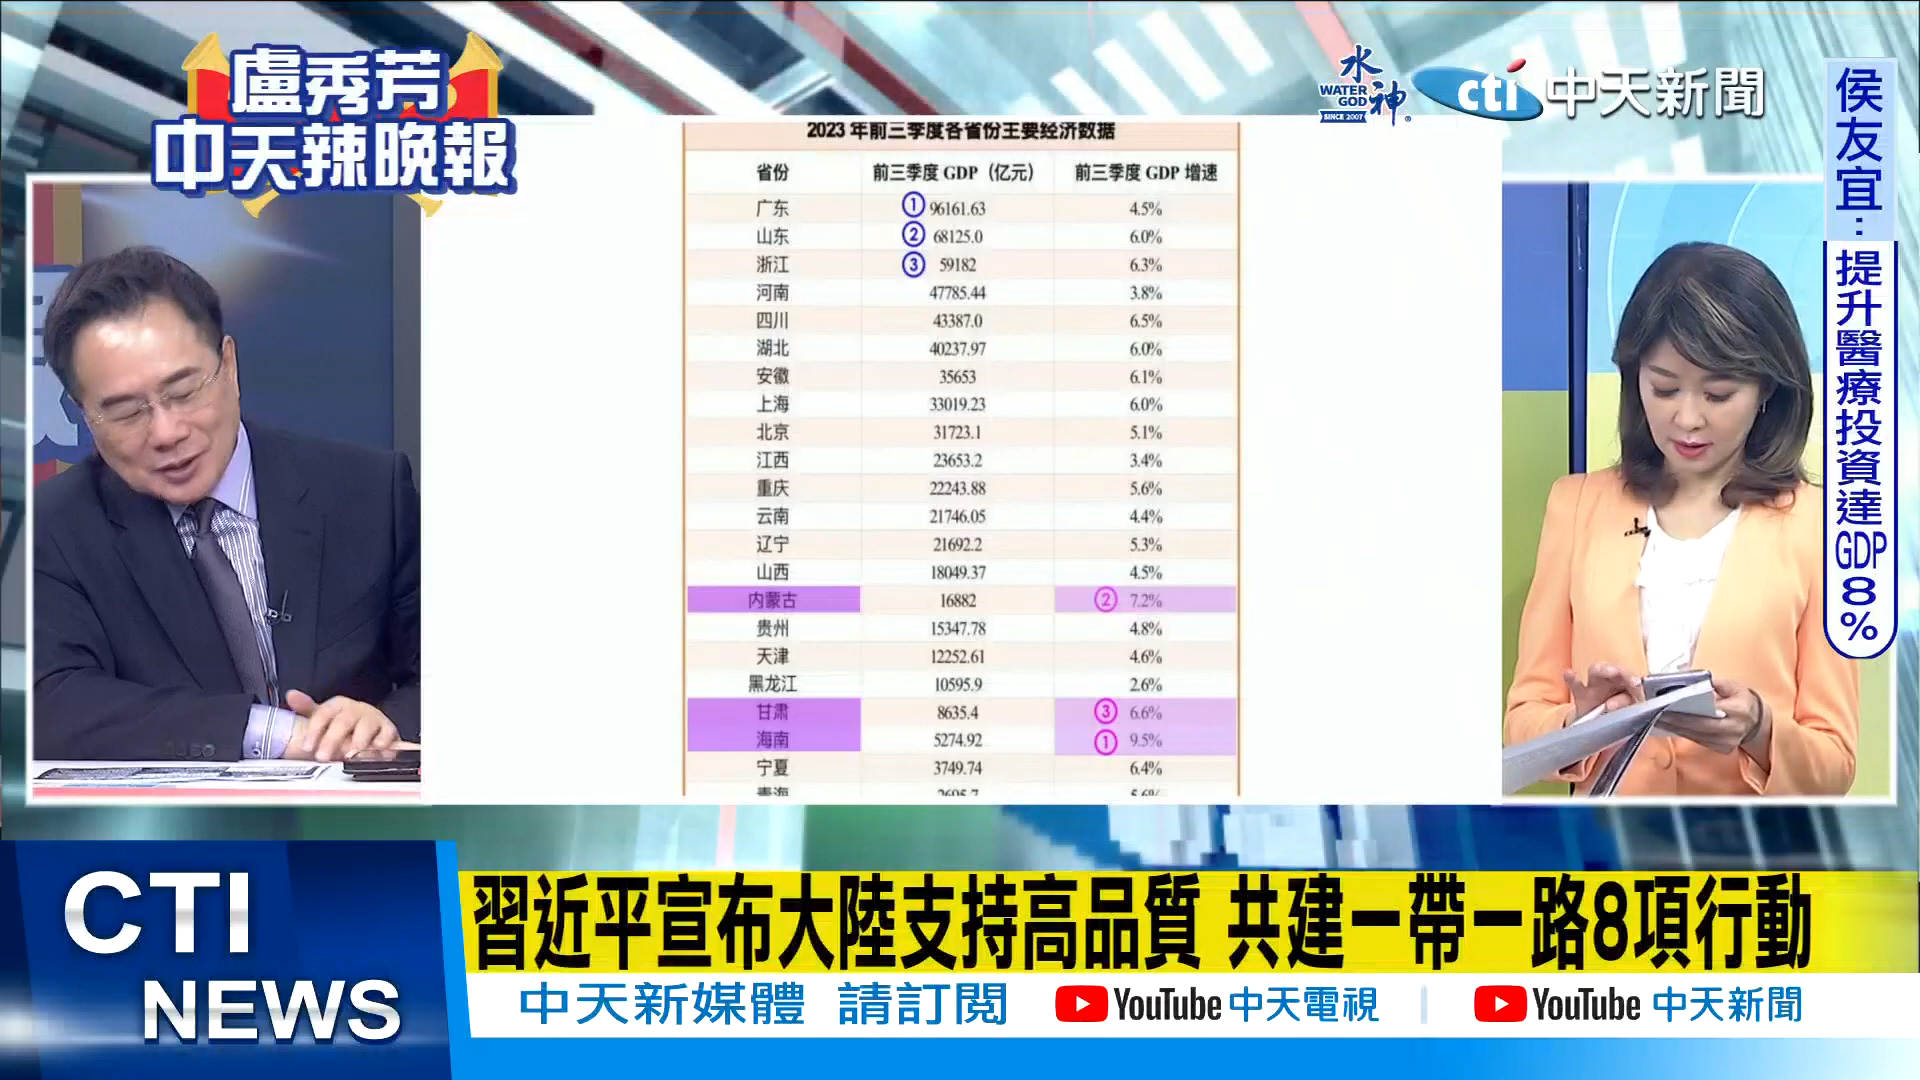 盧秀芳
中天辣晚報
水神
WATER GOD
SINCE 2007
cti 中天新聞
侯友宜：提升醫療投資達GDP8%
2023 年前三季度各省份主要经济数据
省份 前三季度 GDP（亿元） 前三季度 GDP 增速
广东 ① 96161.63 4.5%
山东 ② 68125.0 6.0%
浙江 ③ 59182 6.3%
河南 47785.44 3.8%
四川 43387.0 6.5%
湖北 40237.97 6.0%
安徽 35653 6.1%
上海 33019.23 6.0%
北京 31723.1 5.1%
江西 23653.2 3.4%
重庆 22243.88 5.6%
云南 21746.05 4.4%
辽宁 21692.2 5.3%
山西 18049.37 4.5%
内蒙古 16882 ② 7.2%
贵州 15347.78 4.8%
天津 12252.61 4.6%
黑龙江 10595.9 2.6%
甘肃 8635.4 ③ 6.6%
海南 5274.92 ① 9.5%
宁夏 3749.74 6.4%
青海 2695.7 5.6%
CTI
NEWS
習近平宣布大陸支持高品質 共建一帶一路8項行動
中天新媒體 請訂閱 YouTube 中天電視 | YouTube 中天新聞